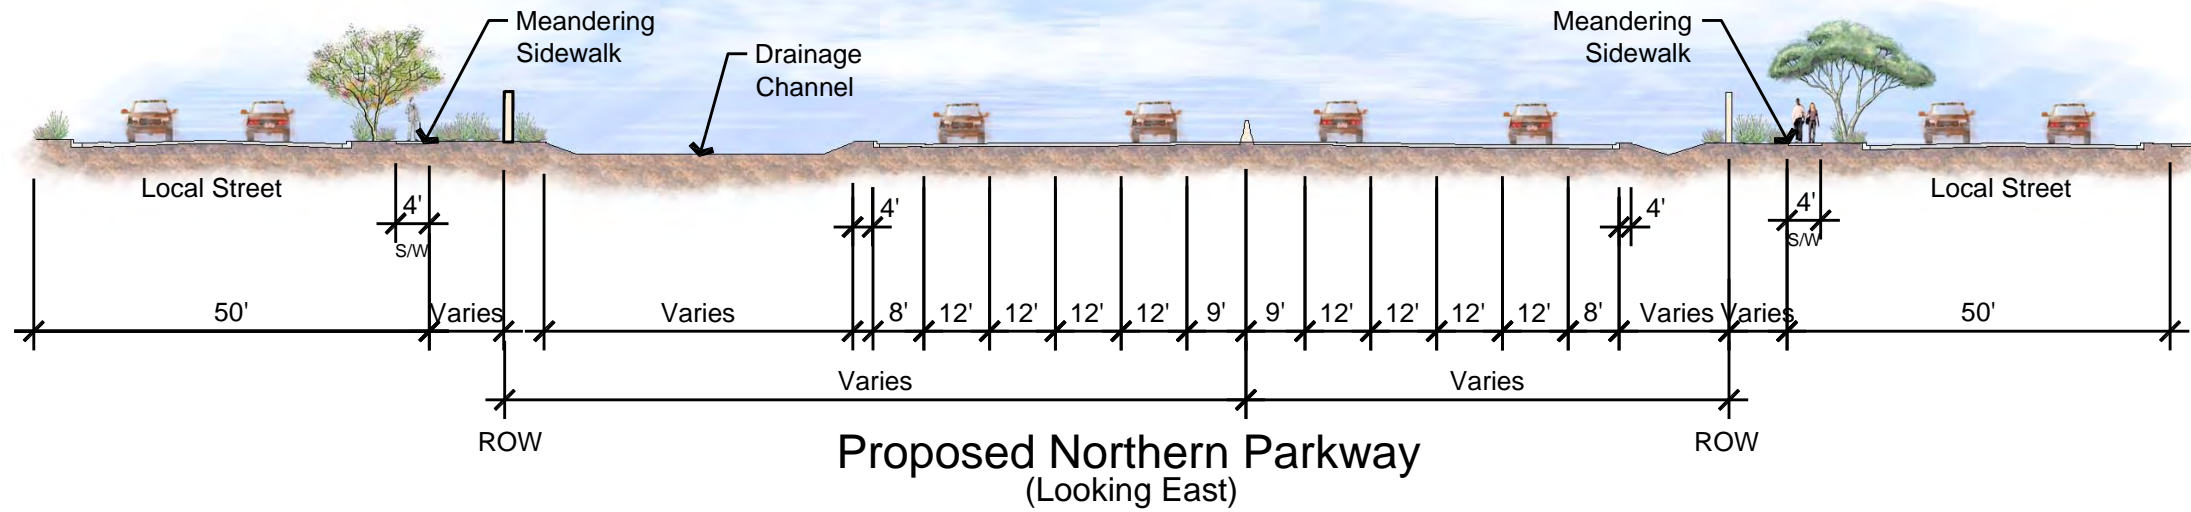 Meandering
Sidewalk
Drainage
Channel
Meandering
Sidewalk
Local Street
Local Street
4'
4'
4'
4'
S/W
S/W
50'
Varies
Varies
8'
12'
12'
12'
12'
9'
9'
12'
12'
12'
12'
8'
Varies
Varies
50'
Varies
Varies
ROW
ROW
Proposed Northern Parkway
(Looking East)